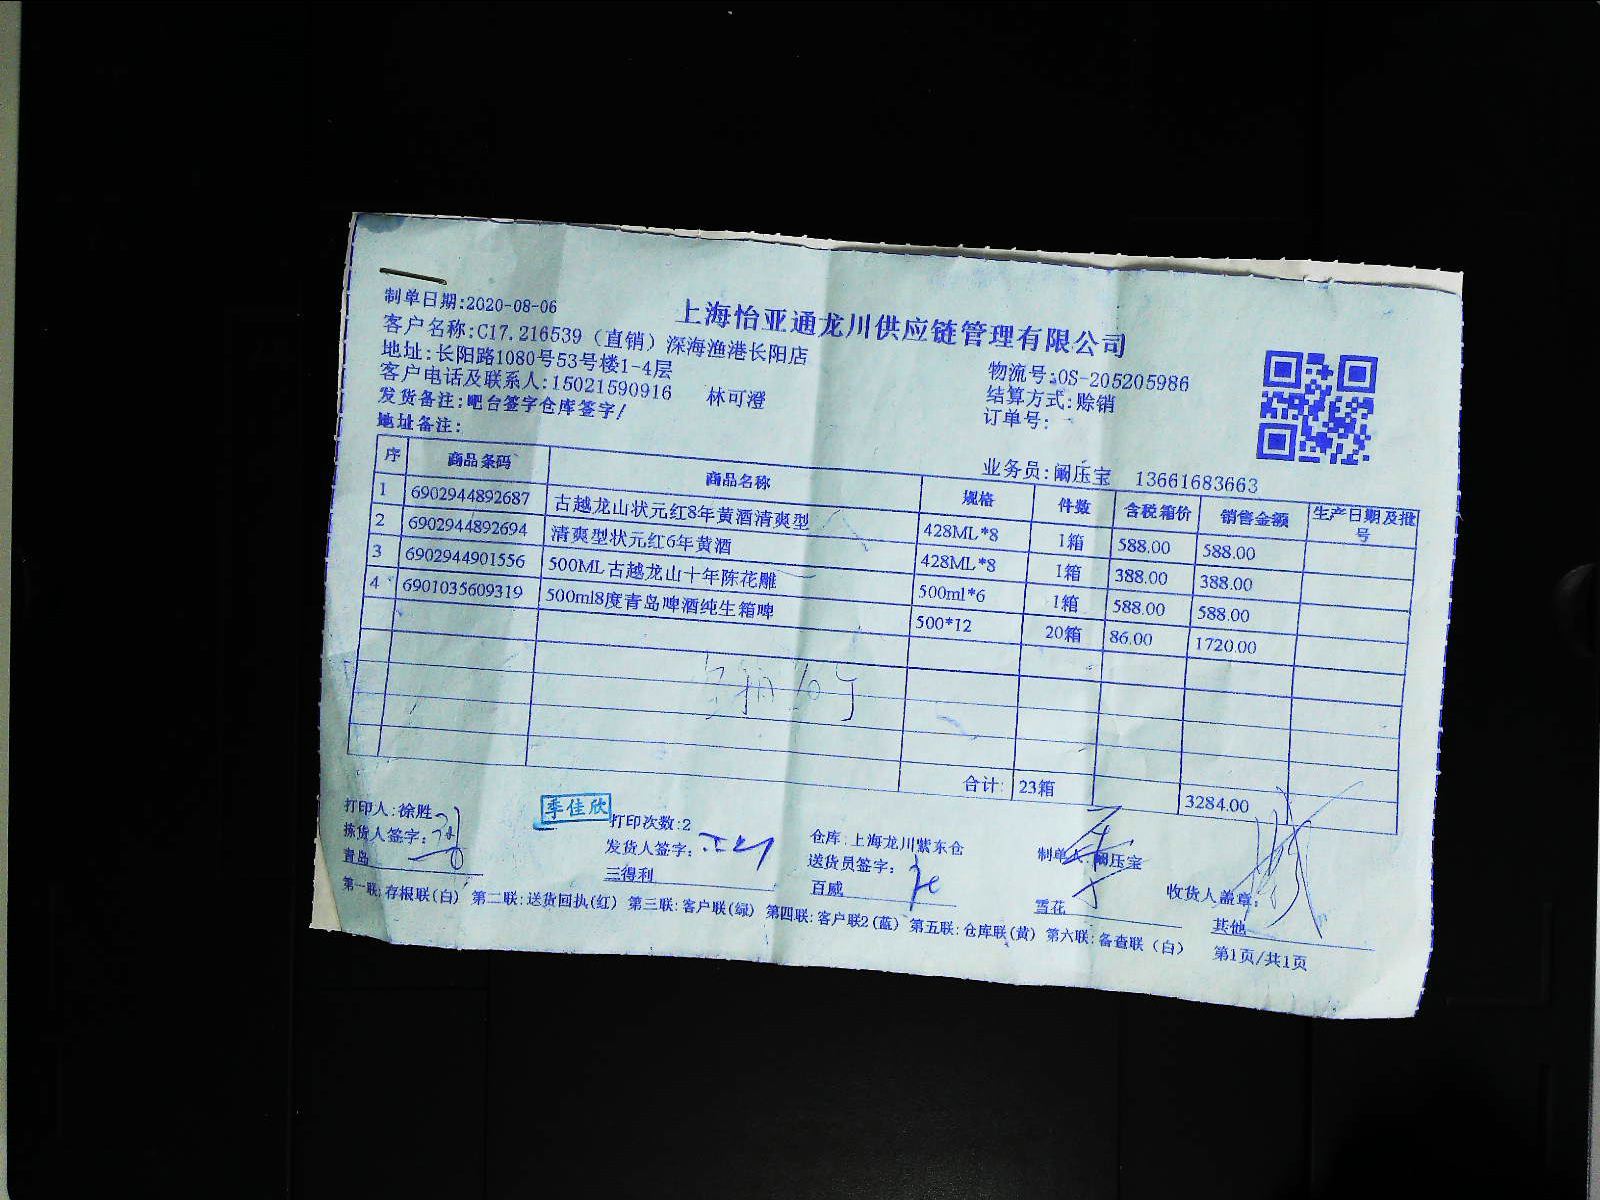 上海怡亚通龙川供应链管理有限公司
制单日期:2020-08-06
客户名称:C17.216539（直销）深海渔港长阳店
地址:长阳路1080号53号楼1-4层
物流号:OS-205205986
客户电话及联系人:15021590916 林可澄
结算方式:赊销
发货备注:吧台签字仓库签字/
订单号:
地址备注:
业务员:阚压宝 13661683663
序 商品条码 商品名称 规格 件数 含税箱价 销售金额 生产日期及批号
1 6902944892687 古越龙山状元红8年黄酒清爽型 428ML*8 1箱 588.00 588.00
2 6902944892694 清爽型状元红6年黄酒 428ML*8 1箱 388.00 388.00
3 6902944901556 500ML古越龙山十年陈花雕 500ml*6 1箱 588.00 588.00
4 6901035609319 500ml8度青岛啤酒纯生箱啤 500*12 20箱 86.00 1720.00
合计: 23箱 3284.00
打印人:徐胜 季佳欣 打印次数:2 仓库:上海龙川紫东仓 制单人:阚压宝
拣货人签字: 发货人签字: 送货员签字: 收货人盖章:
青岛 三得利 百威 雪花 其他
第一联:存根联(白) 第二联:送货回执(红) 第三联:客户联(绿) 第四联:客户联2(蓝) 第五联:仓库联(黄) 第六联:备查联(白) 第1页/共1页